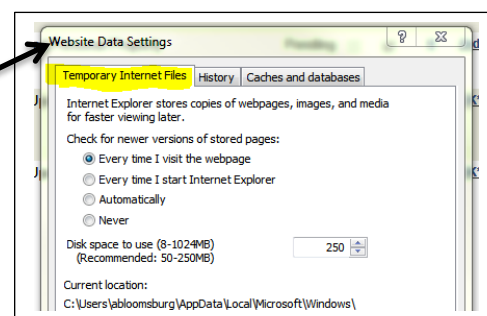 Website Data Settings
Temporary Internet Files History Caches and databases
Internet Explorer stores copies of webpages, images, and media
for faster viewing later.
Check for newer versions of stored pages:
Every time I visit the webpage
Every time I start Internet Explorer
Automatically
Never
Disk space to use (8-1024MB) 250
(Recommended: 50-250MB)
Current location:
C:\Users\abloomsburg\AppData\Local\Microsoft\Windows\